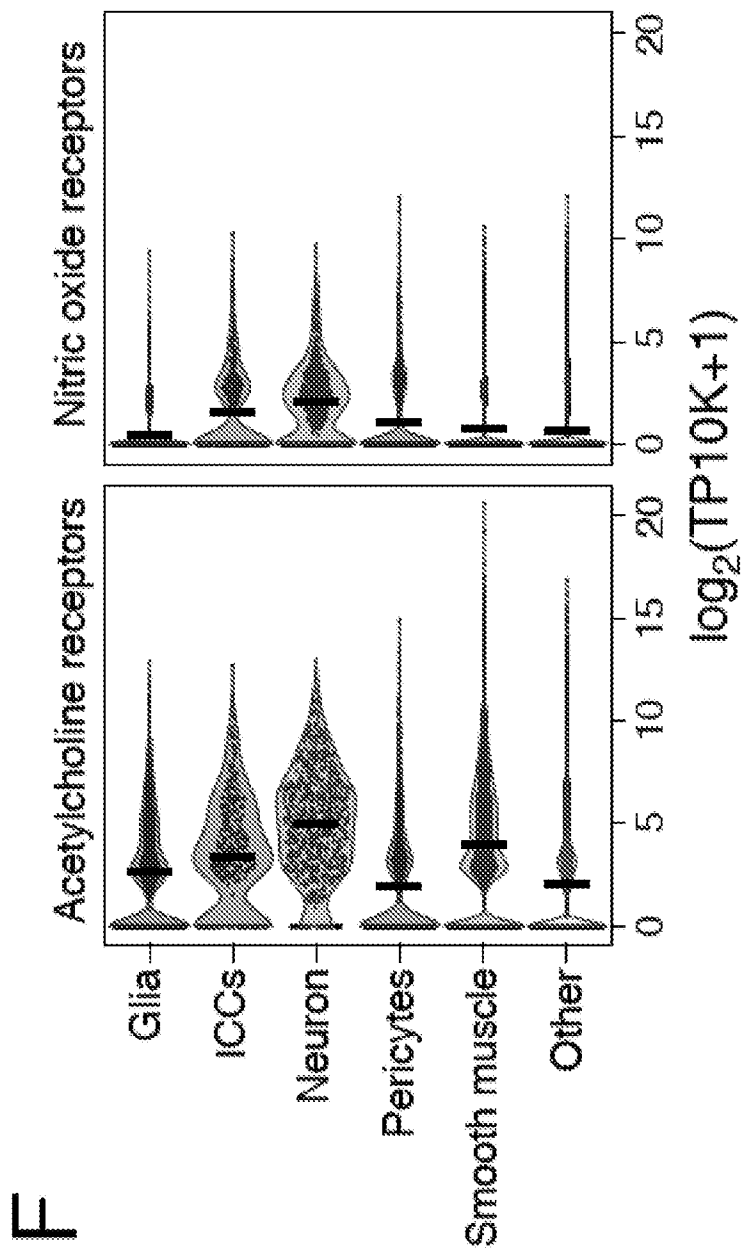 F
Acetylcholine receptors
Nitric oxide receptors
Glia
ICCs
Neuron
Pericytes
Smooth muscle
Other
0 5 10 15 20
0 5 10 15 20
log₂(TP10K+1)